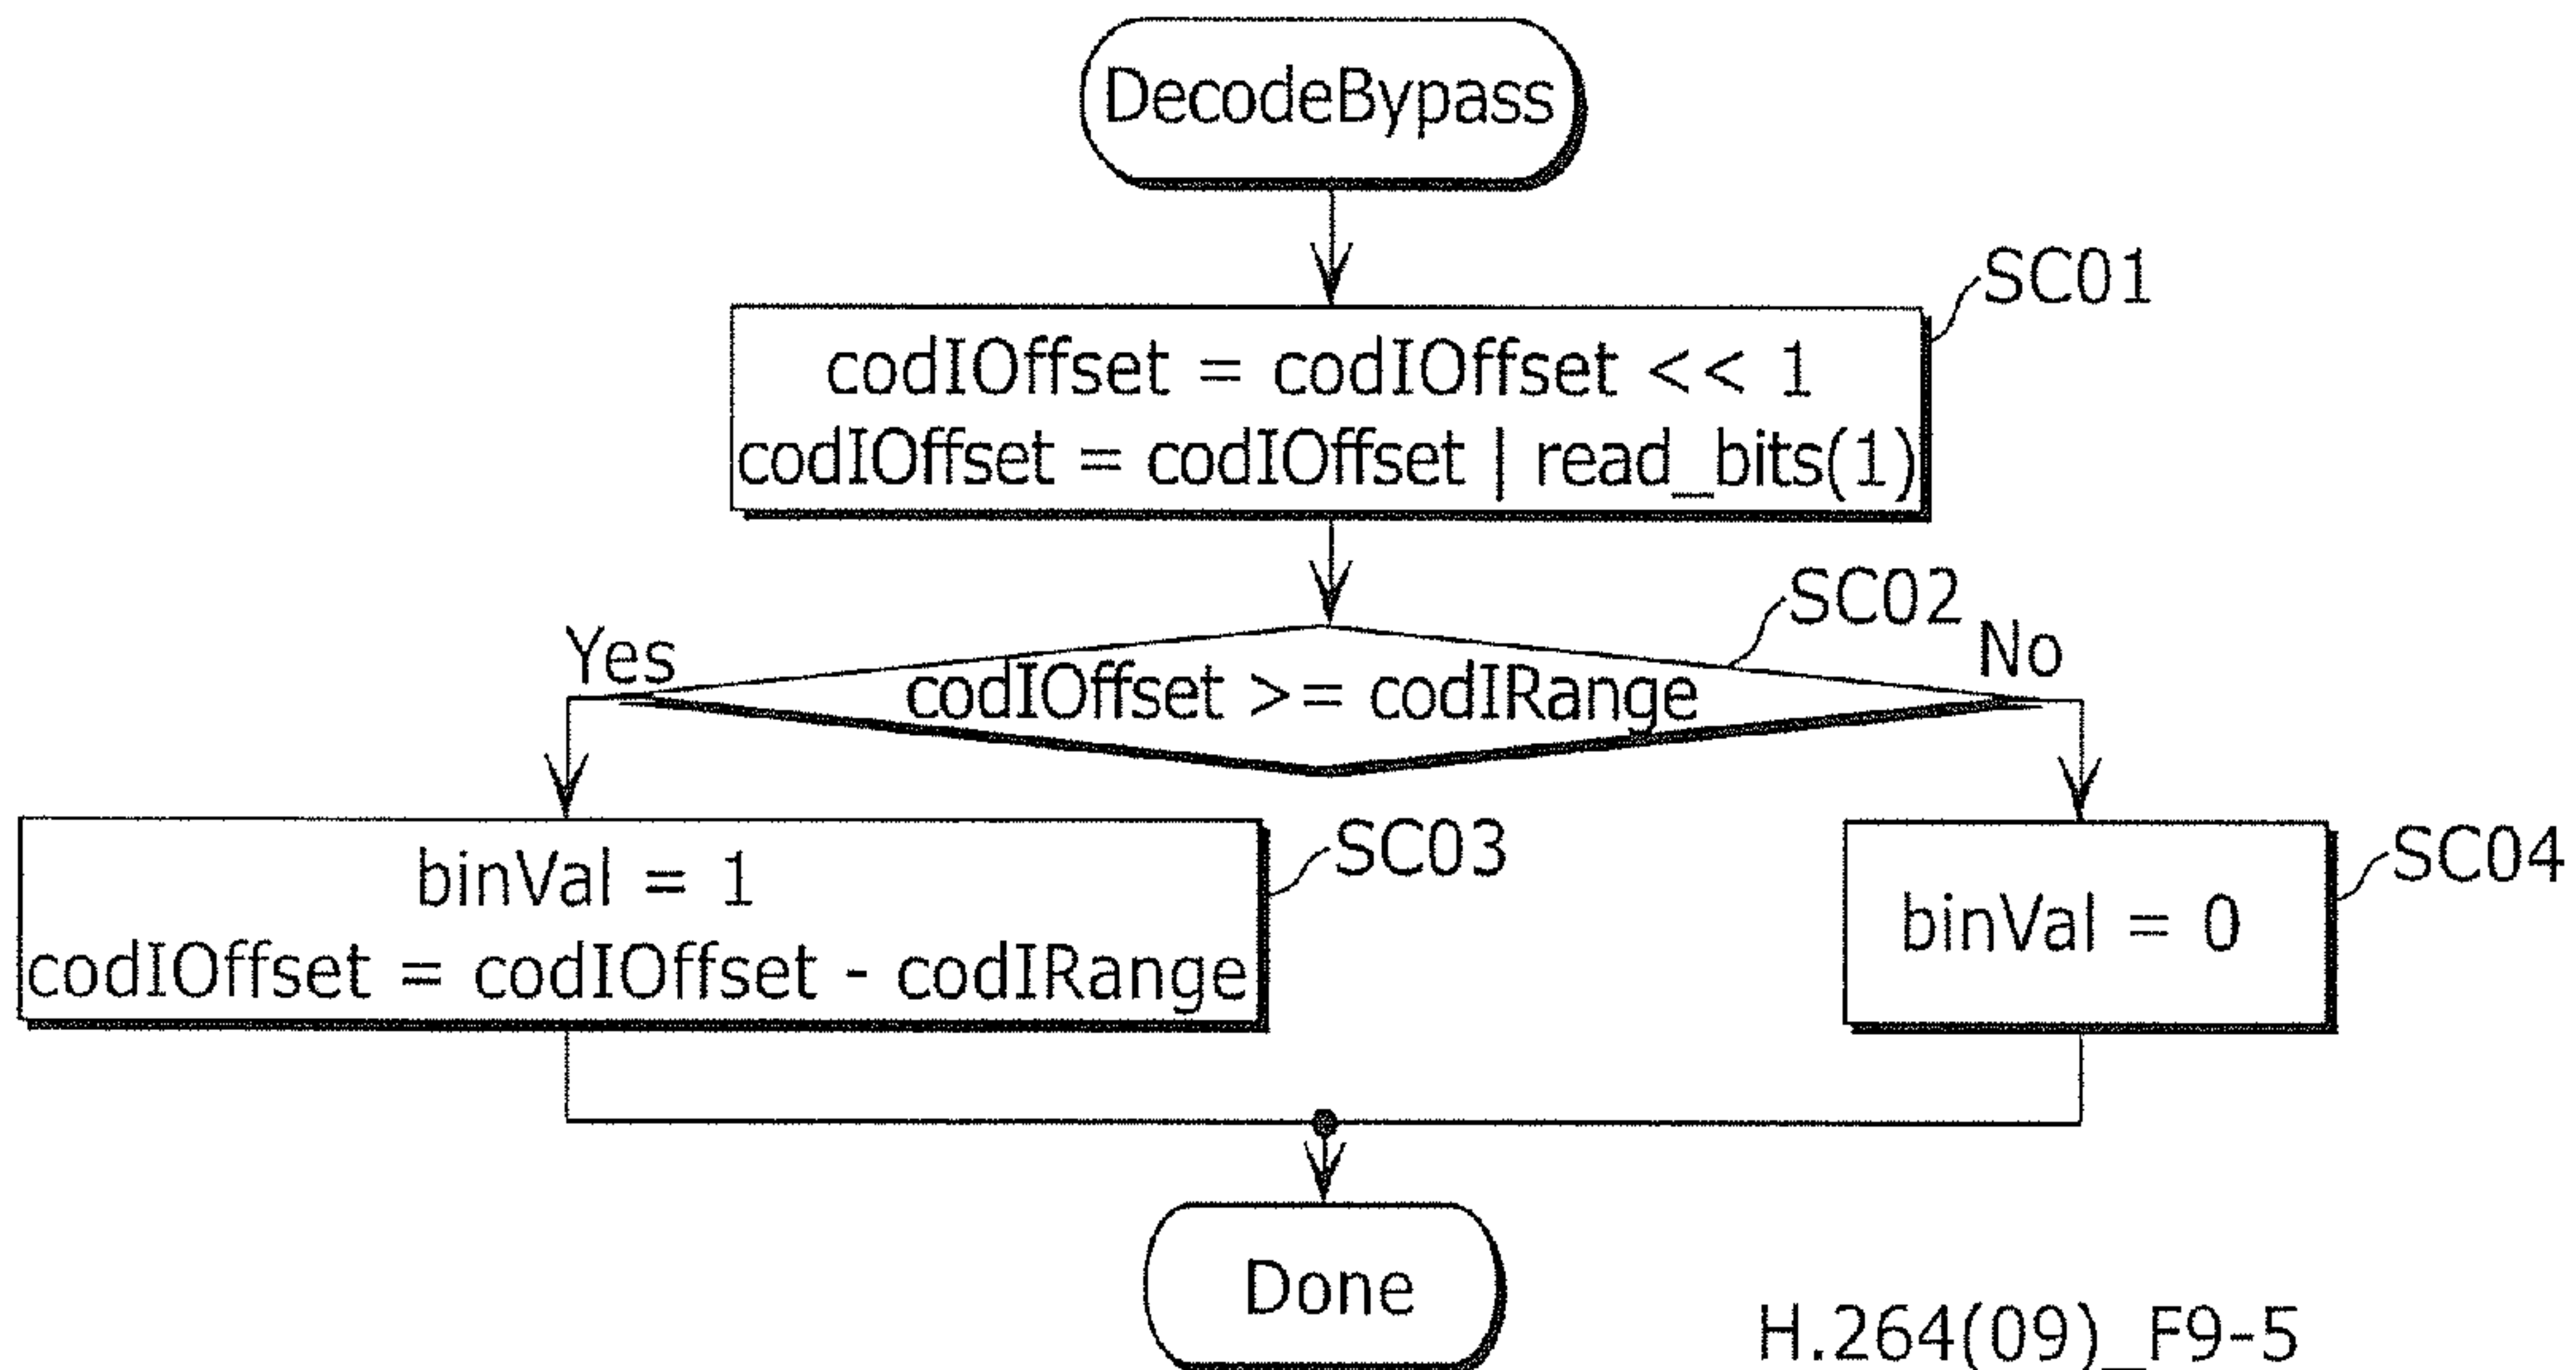 DecodeBypass
SC01
codIOffset = codIOffset << 1
codIOffset = codIOffset | read_bits(1)
SC02
Yes
No
codIOffset >= codIRange
SC03
binVal = 1
codIOffset = codIOffset - codIRange
SC04
binVal = 0
Done
H.264(09)_F9-5